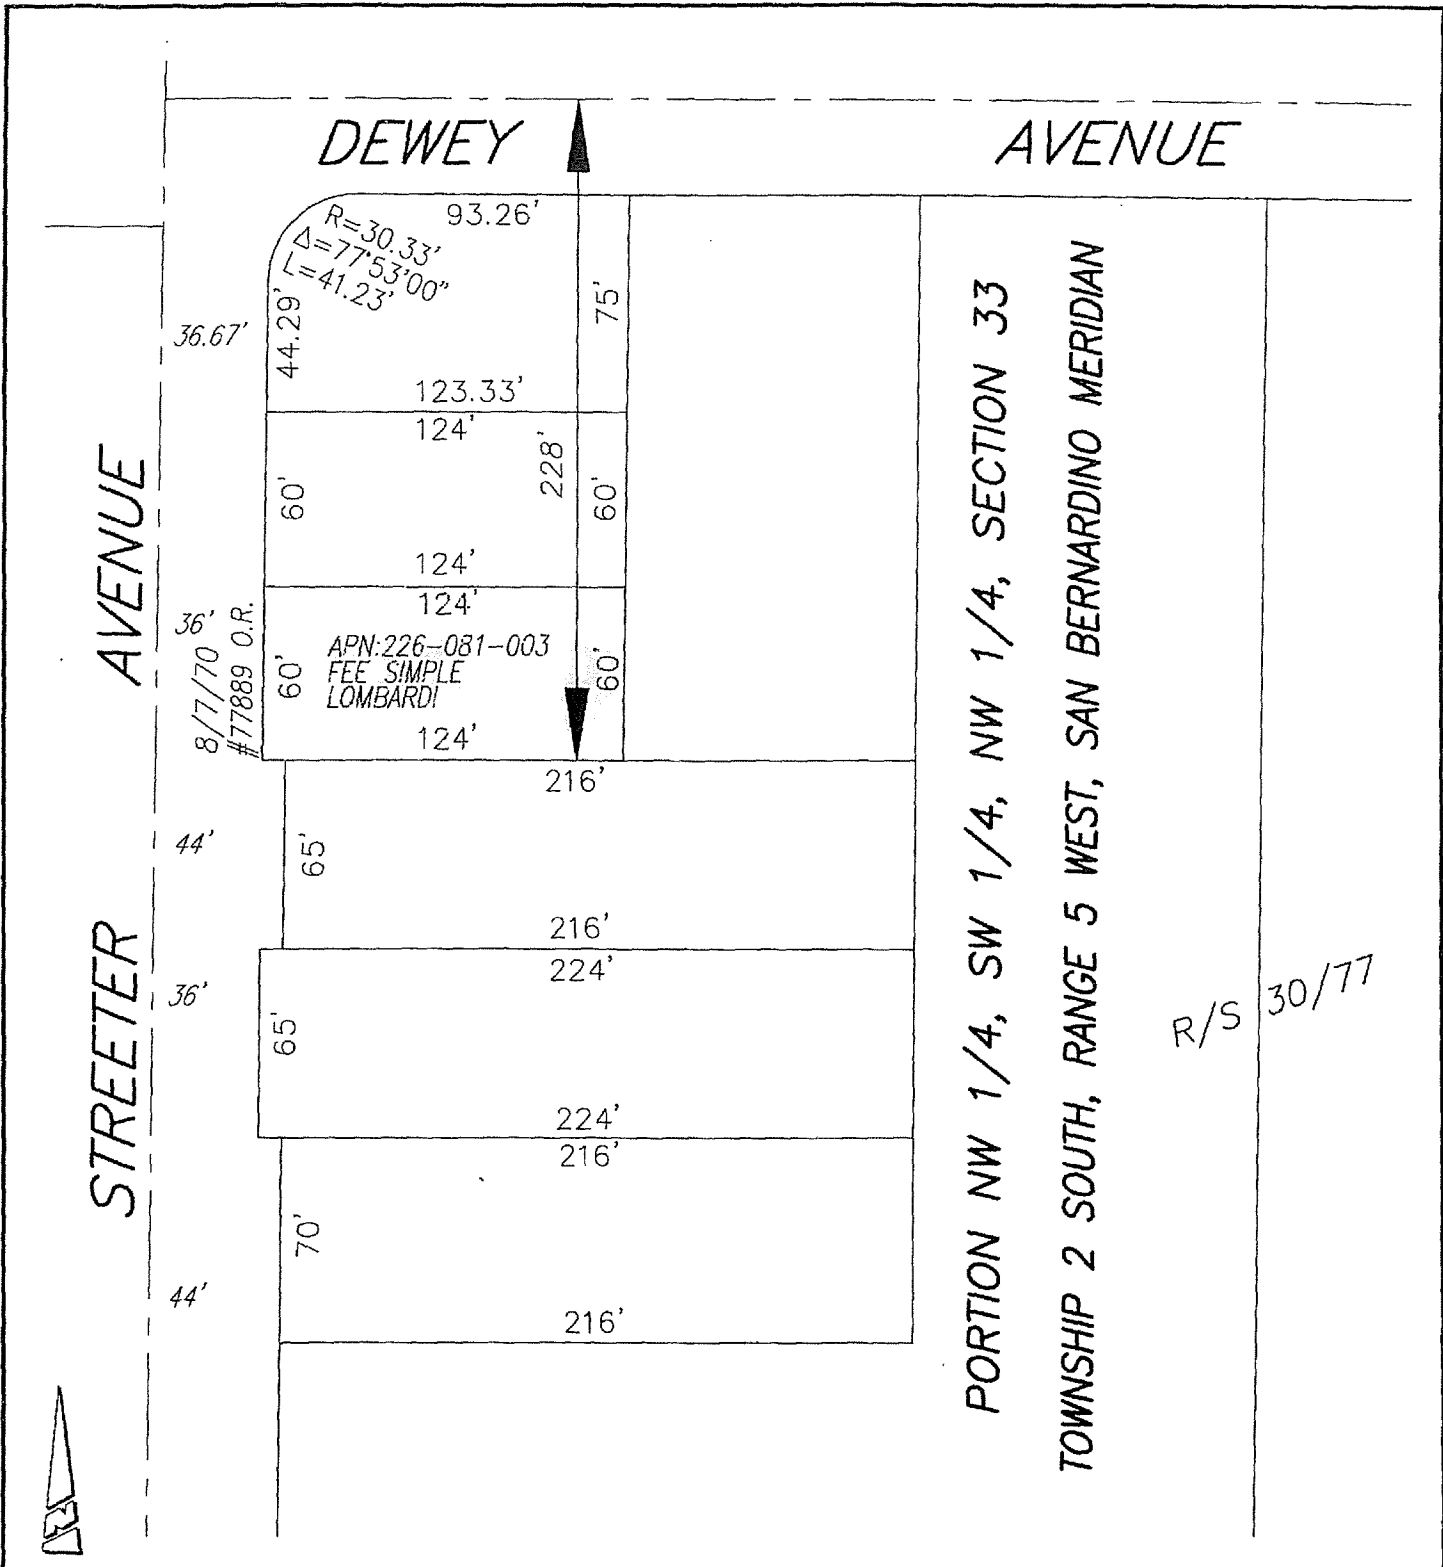 DEWEY AVENUE
93.26'
R=30.33'
Δ=77°53'00"
L=41.23'
44.29'
75'
36.67'
123.33'
124'
228'
60'
60'
124'
124'
36'
8/7/70
#77889 O.R.
60'
APN:226-081-003
FEE SIMPLE
LOMBARDI
60'
124'
216'
44'
65'
216'
224'
36'
65'
224'
216'
70'
44'
216'
STREETER AVENUE
PORTION NW 1/4, SW 1/4, NW 1/4, SECTION 33
TOWNSHIP 2 SOUTH, RANGE 5 WEST, SAN BERNARDINO MERIDIAN
R/S 30/77
N